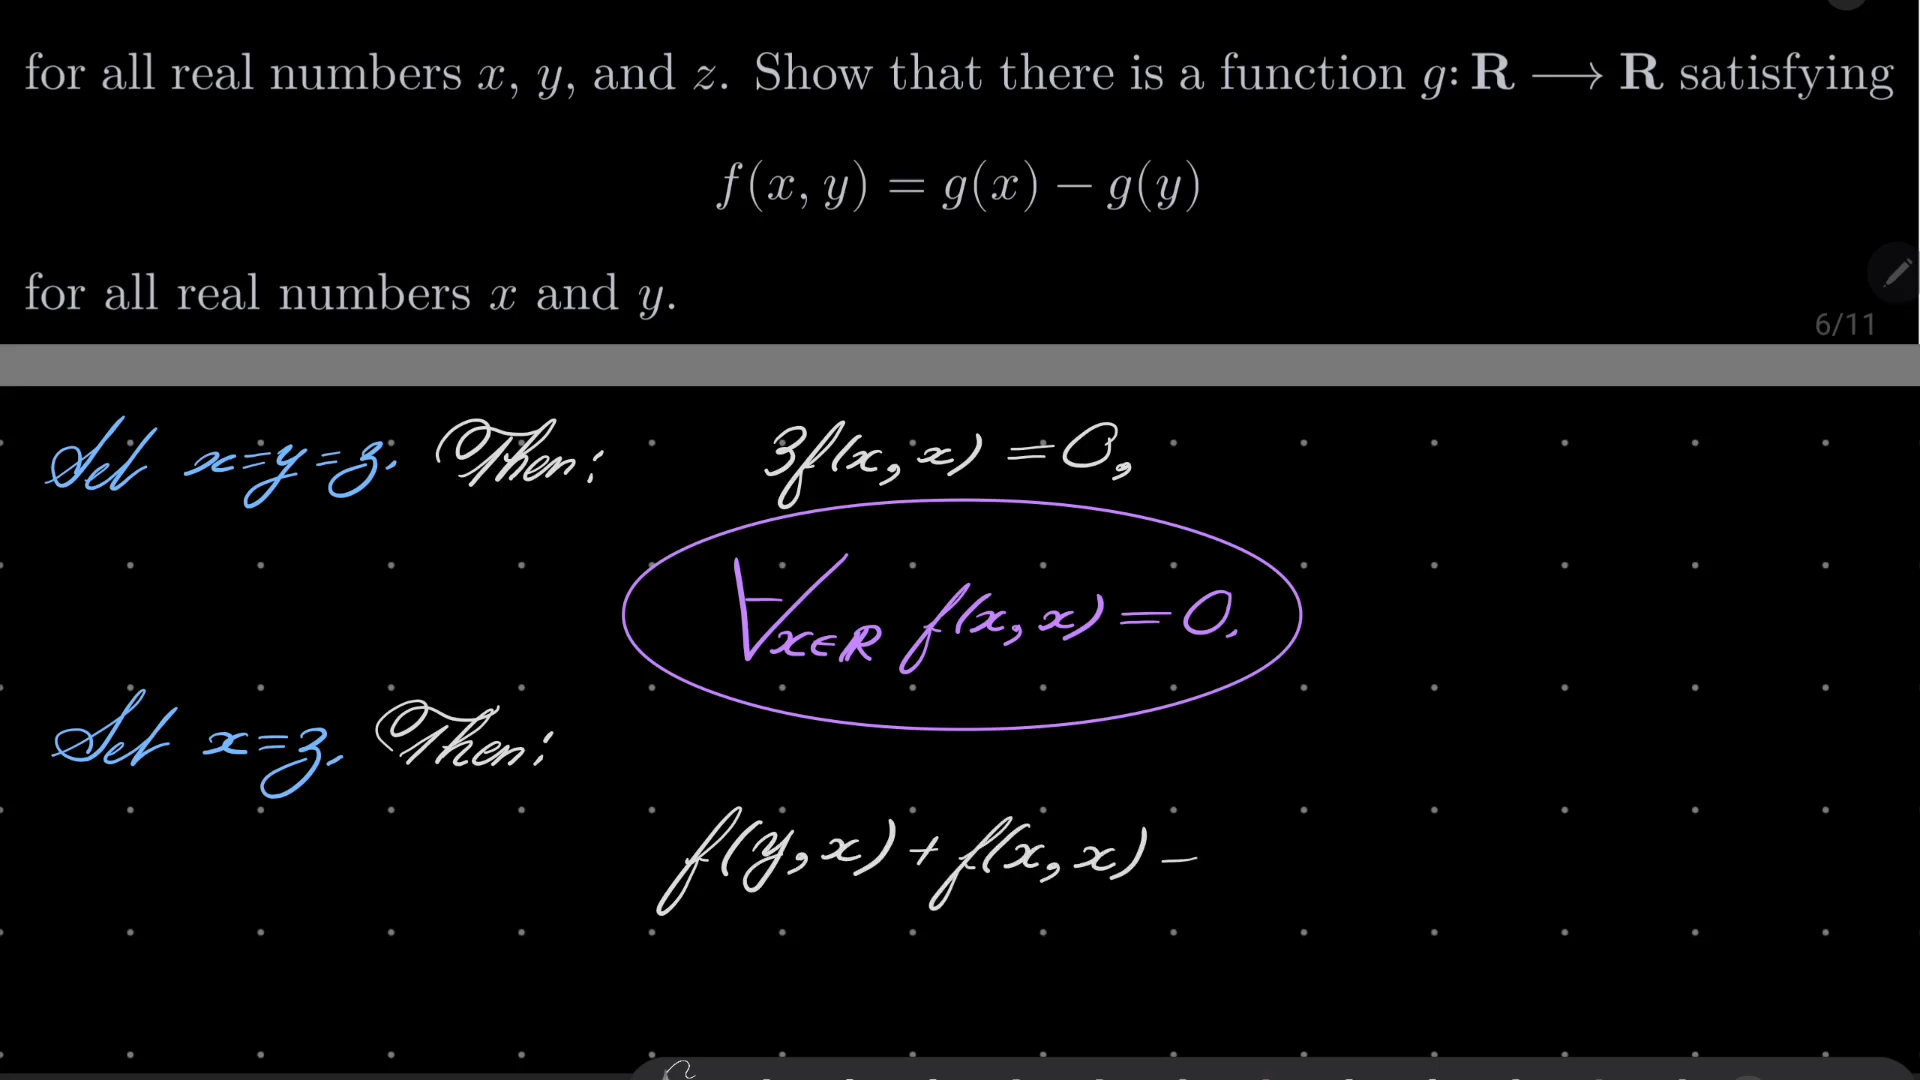 for all real numbers x, y, and z. Show that there is a function g: R ⟶ R satisfying
f(x, y) = g(x) − g(y)
for all real numbers x and y.
6/11
Set x=y=z. Then: 3f(x, x) = 0,
∀x∈ℝ f(x, x) = 0.
Set x=z. Then:
f(y, x) + f(x, x) −